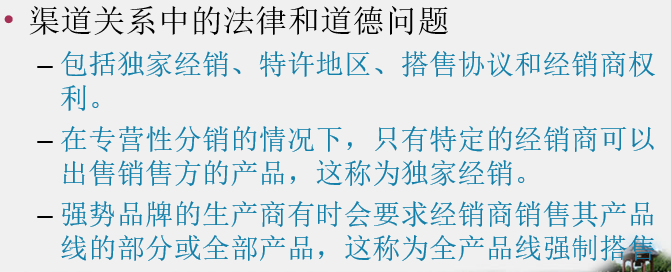 • 渠道关系中的法律和道德问题
– 包括独家经销、特许地区、搭售协议和经销商权
利。
– 在专营性分销的情况下，只有特定的经销商可以
出售销售方的产品，这称为独家经销。
– 强势品牌的生产商有时会要求经销商销售其产品
线的部分或全部产品，这称为全产品线强制搭售